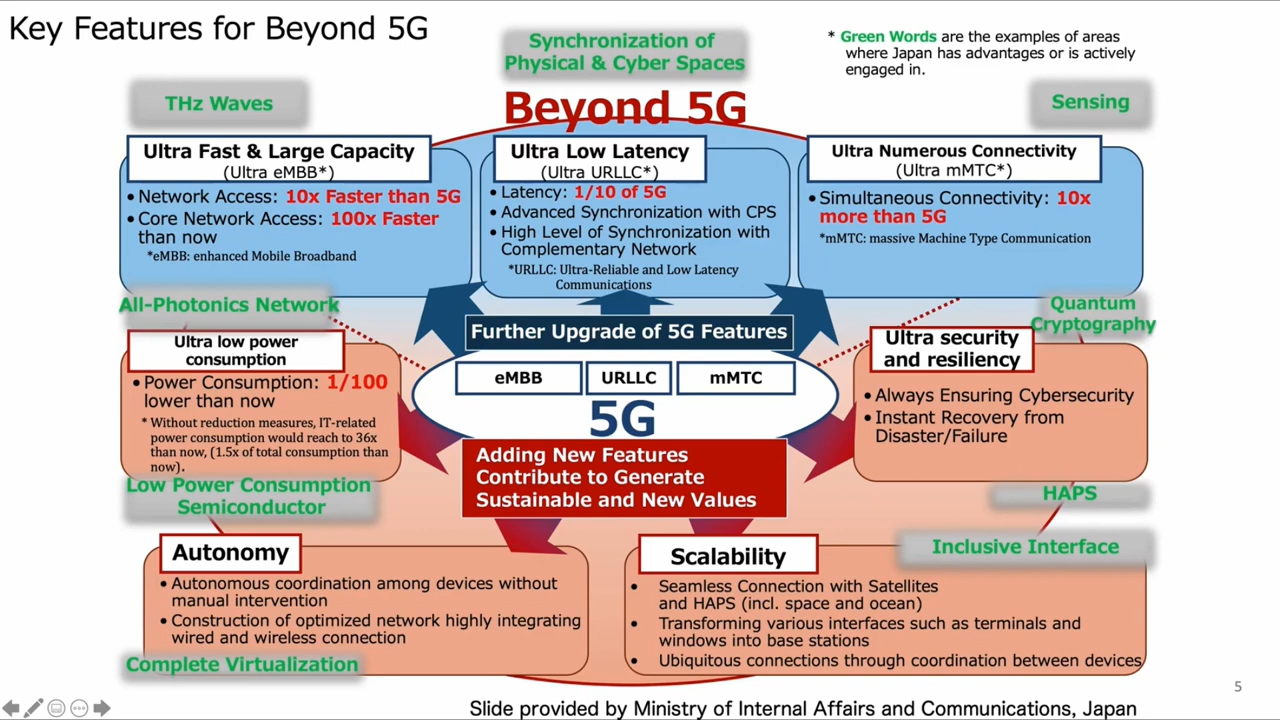 Key Features for Beyond 5G
Synchronization of
Physical & Cyber Spaces
* Green Words are the examples of areas
where Japan has advantages or is actively
engaged in.
THz Waves
Beyond 5G
Sensing
Ultra Fast & Large Capacity
(Ultra eMBB*)
• Network Access: 10x Faster than 5G
• Core Network Access: 100x Faster
than now
*eMBB: enhanced Mobile Broadband
Ultra Low Latency
(Ultra URLLC*)
• Latency: 1/10 of 5G
• Advanced Synchronization with CPS
• High Level of Synchronization with
Complementary Network
*URLLC: Ultra-Reliable and Low Latency
Communications
Ultra Numerous Connectivity
(Ultra mMTC*)
• Simultaneous Connectivity: 10x
more than 5G
*mMTC: massive Machine Type Communication
All-Photonics Network
Quantum
Cryptography
Further Upgrade of 5G Features
Ultra low power
consumption
• Power Consumption: 1/100
lower than now
* Without reduction measures, IT-related
power consumption would reach to 36x
than now, (1.5x of total consumption than
now).
eMBB
URLLC
mMTC
5G
Ultra security
and resiliency
• Always Ensuring Cybersecurity
• Instant Recovery from
Disaster/Failure
Adding New Features
Contribute to Generate
Sustainable and New Values
Low Power Consumption
Semiconductor
HAPS
Inclusive Interface
Autonomy
• Autonomous coordination among devices without
manual intervention
• Construction of optimized network highly integrating
wired and wireless connection
Complete Virtualization
Scalability
• Seamless Connection with Satellites
and HAPS (incl. space and ocean)
• Transforming various interfaces such as terminals and
windows into base stations
• Ubiquitous connections through coordination between devices
5
Slide provided by Ministry of Internal Affairs and Communications, Japan